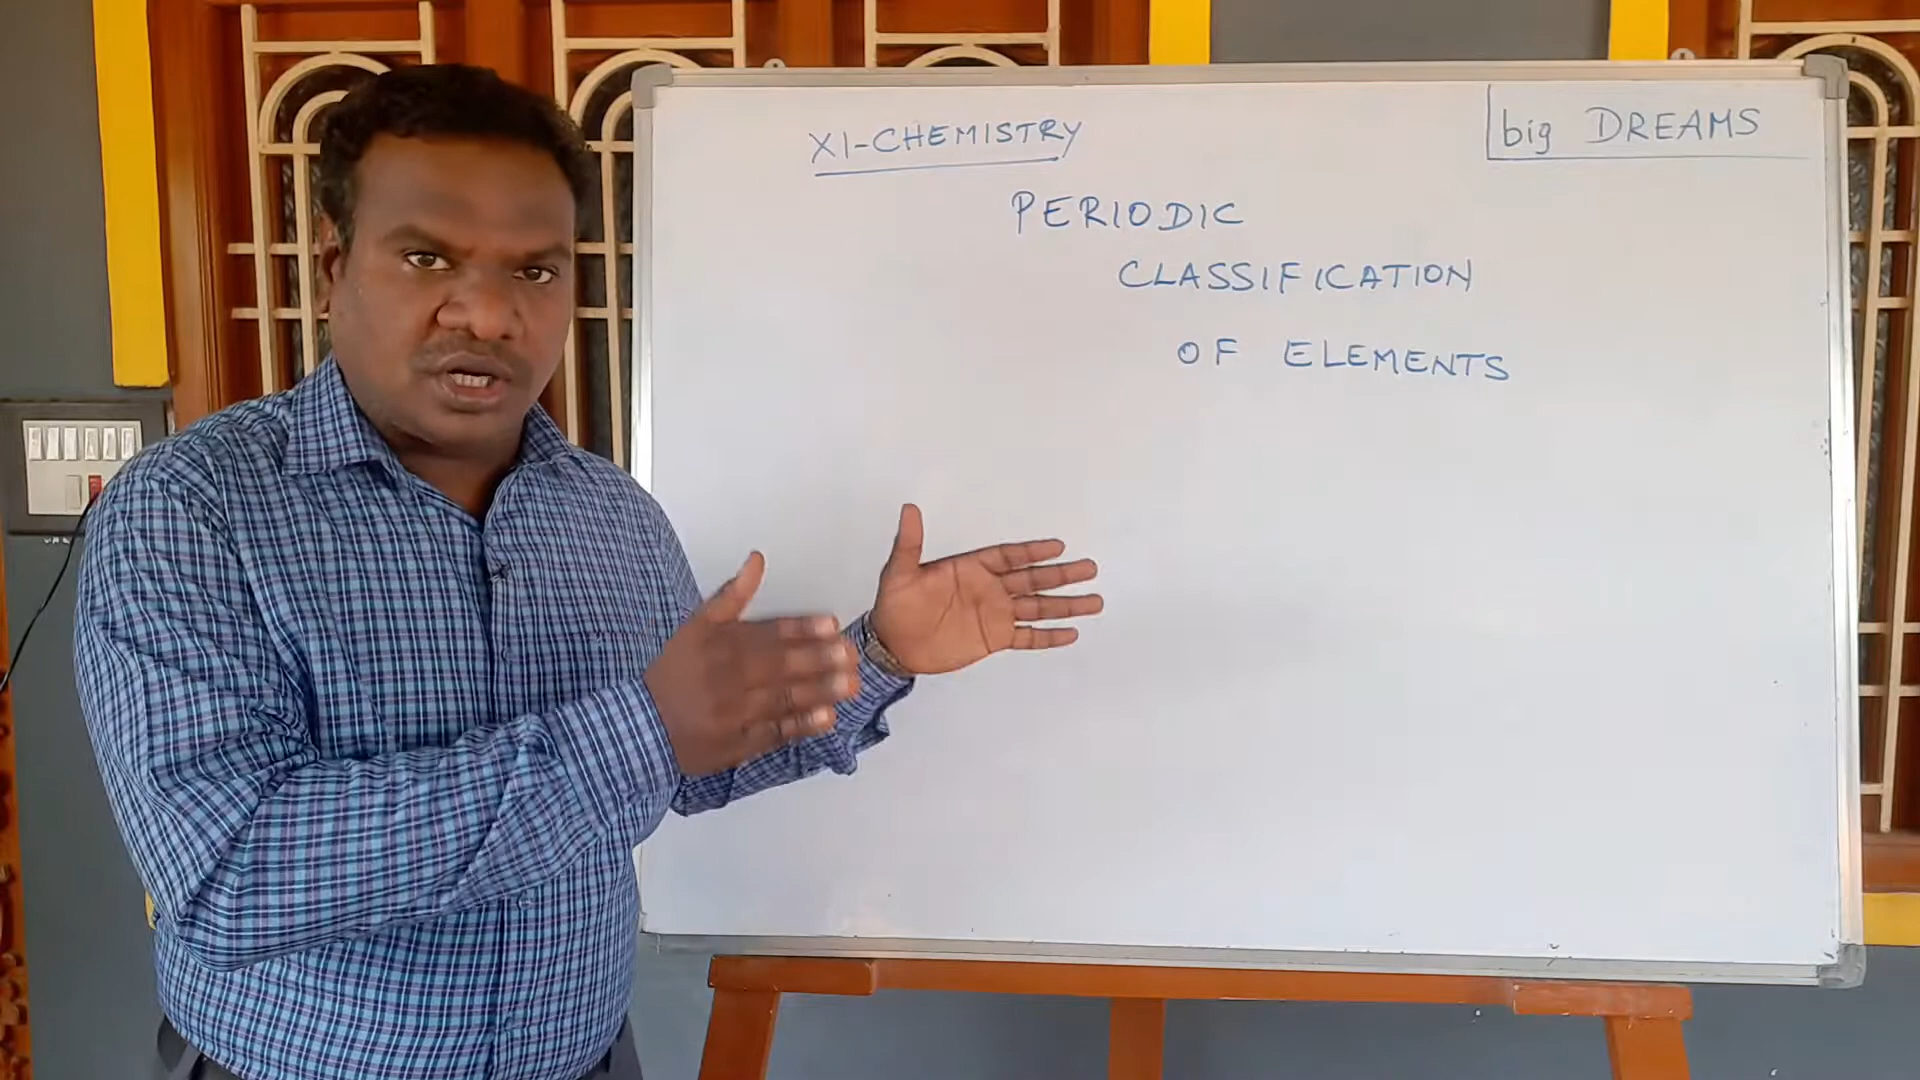 XI-CHEMISTRY
big DREAMS
PERIODIC
CLASSIFICATION
OF ELEMENTS